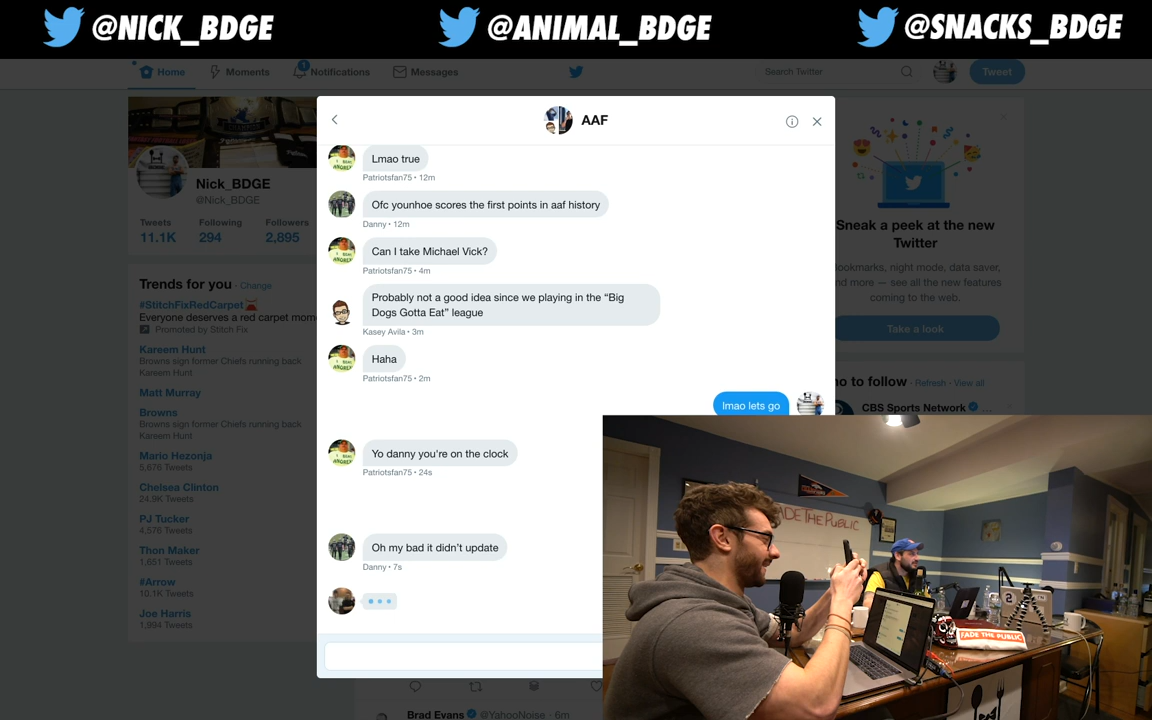 @NICK_BDGE
@ANIMAL_BDGE
@SNACKS_BDGE
Home
Moments
1
Notifications
Messages
Search Twitter
Tweet
AAF
Lmao true
Patriotsfan75 • 12m
Ofc younhoe scores the first points in aaf history
Danny • 12m
Can I take Michael Vick?
Patriotsfan75 • 4m
Probably not a good idea since we playing in the “Big
Dogs Gotta Eat” league
Kasey Avila • 3m
Haha
Patriotsfan75 • 2m
lmao lets go
Yo danny you're on the clock
Patriotsfan75 • 24s
Oh my bad it didn’t update
Danny • 7s
Nick_BDGE
@Nick_BDGE
Tweets
Following
Followers
11.1K
294
2,895
Trends for you • Change
#StitchFixRedCarpet
Everyone deserves a red carpet mom
Promoted by Stitch Fix
Kareem Hunt
Browns sign former Chiefs running back
Kareem Hunt
Matt Murray
Browns
Browns sign former Chiefs running back
Kareem Hunt
Mario Hezonja
5,676 Tweets
Chelsea Clinton
24.9K Tweets
PJ Tucker
4,576 Tweets
Thon Maker
1,651 Tweets
#Arrow
10.1K Tweets
Joe Harris
1,994 Tweets
Sneak a peek at the new
Twitter
ookmarks, night mode, data saver,
nd more — see all the new features
coming to the web.
Take a look
ho to follow • Refresh • View all
CBS Sports Network ...
Brad Evans @YahooNoise • 6m
FADE THE PUBLIC
FADE THE PUBLIC